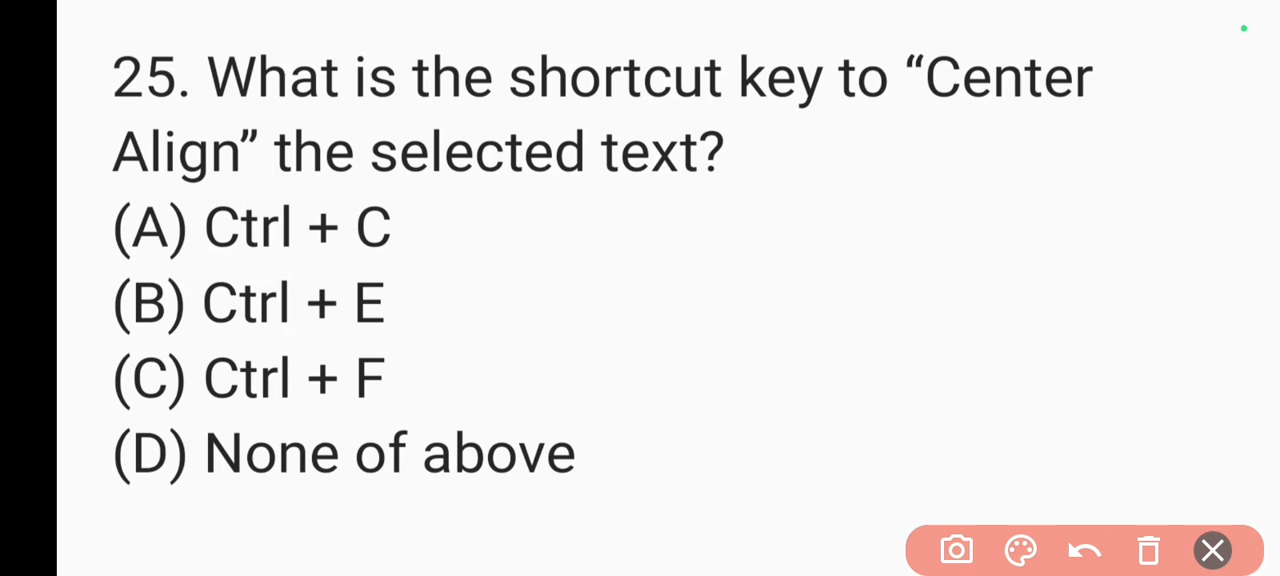 25. What is the shortcut key to “Center
Align” the selected text?
(A) Ctrl + C
(B) Ctrl + E
(C) Ctrl + F
(D) None of above